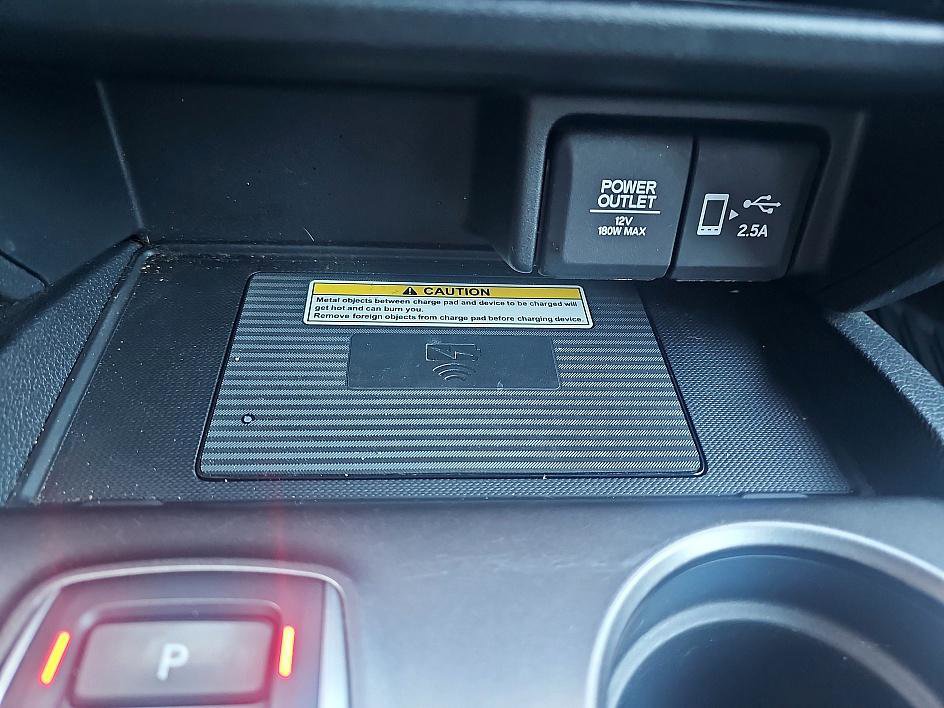 POWER
OUTLET
12V
180W MAX
2.5A
CAUTION
Metal objects between charge pad and device to be charged will
get hot and can burn you.
Remove foreign objects from charge pad before charging device.
P